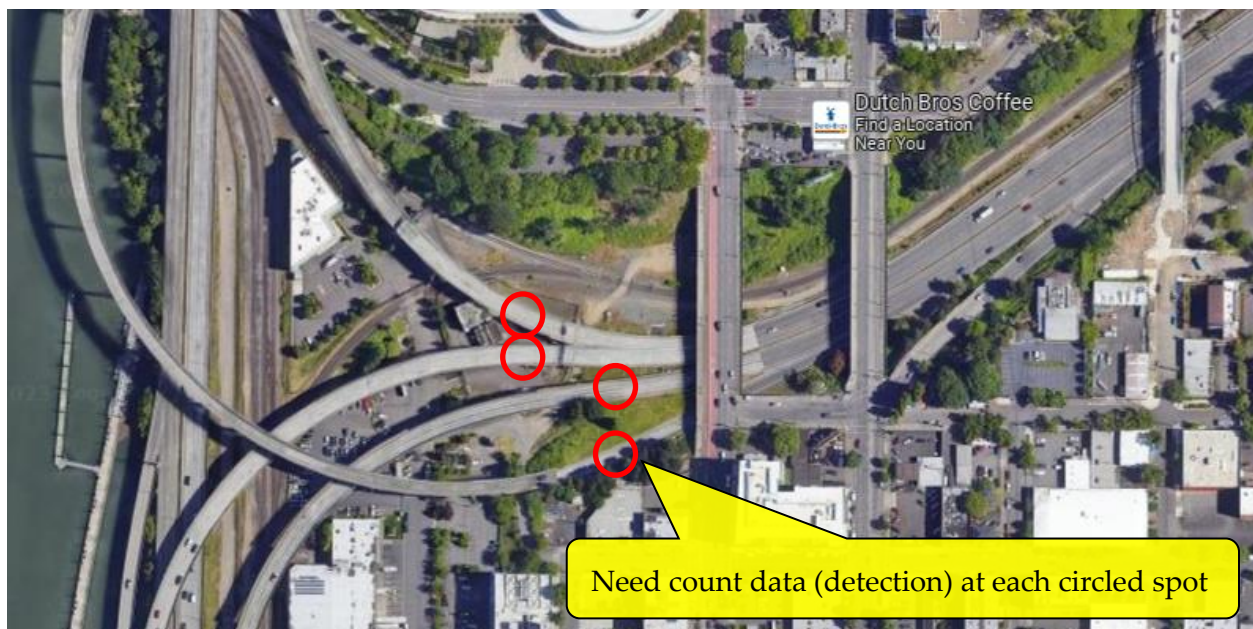 Dutch Bros Coffee
Find a Location
Near You
Need count data (detection) at each circled spot